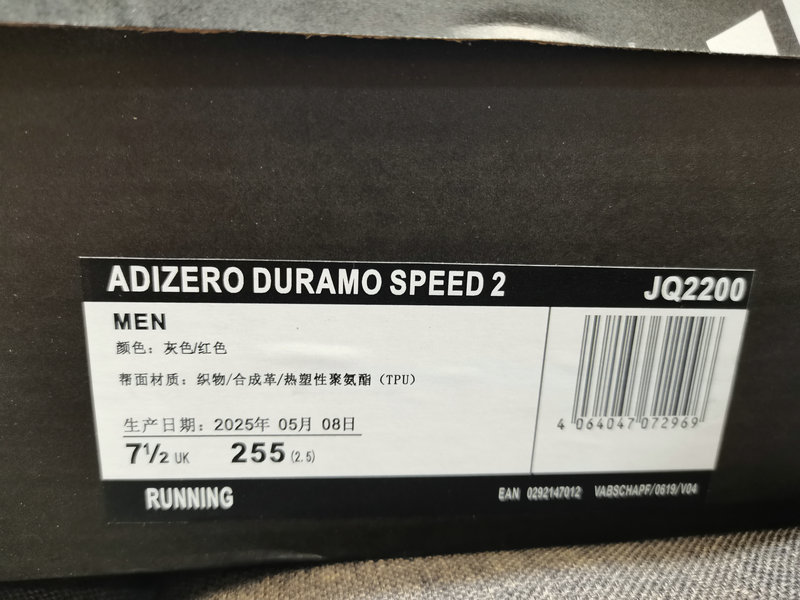 ADIZERO DURAMO SPEED 2 JQ2200
MEN
颜色：灰色/红色
帮面材质：织物/合成革/热塑性聚氨酯（TPU）
生产日期：2025年 05月 08日
7½ UK 255 (2.5)
4 064047 072969
RUNNING
EAN 0292147012 VABSCHAPF/0619/V04